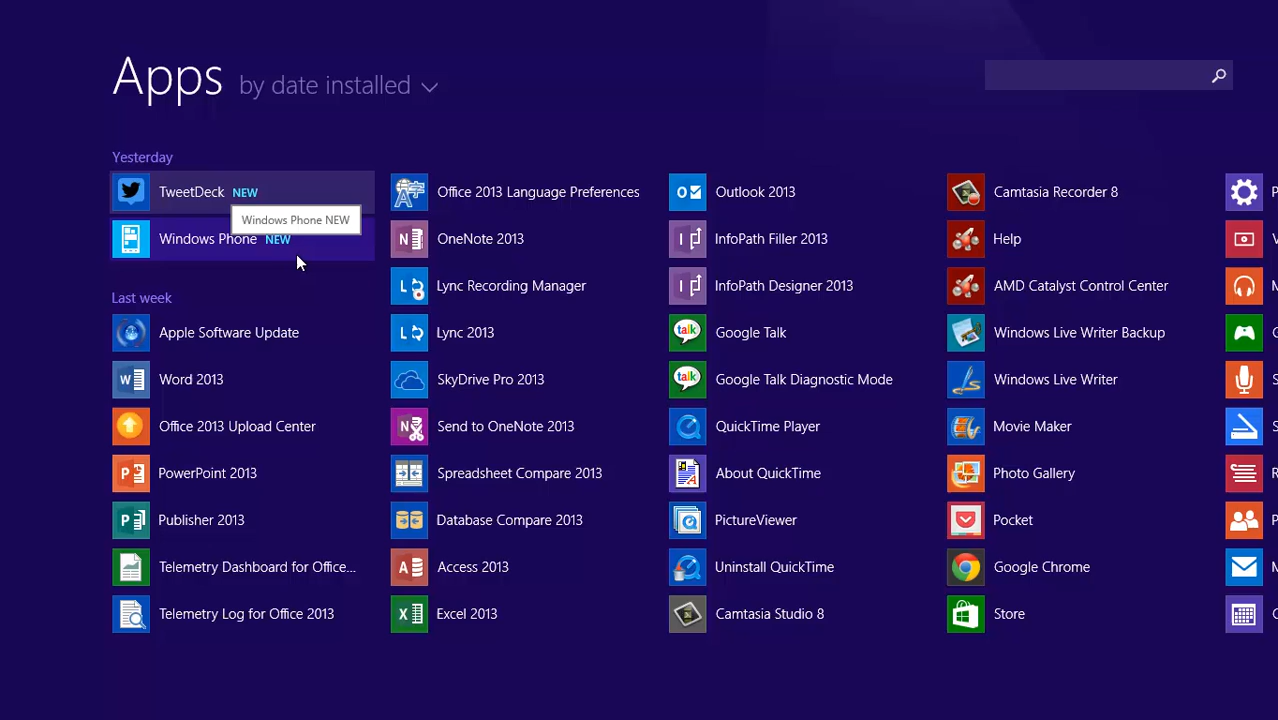 Apps by date installed
Yesterday
TweetDeck NEW
Windows Phone NEW
Windows Phone NEW
Last week
Apple Software Update
Word 2013
Office 2013 Upload Center
PowerPoint 2013
Publisher 2013
Telemetry Dashboard for Office...
Telemetry Log for Office 2013
Office 2013 Language Preferences
OneNote 2013
Lync Recording Manager
Lync 2013
SkyDrive Pro 2013
Send to OneNote 2013
Spreadsheet Compare 2013
Database Compare 2013
Access 2013
Excel 2013
Outlook 2013
InfoPath Filler 2013
InfoPath Designer 2013
talk Google Talk
talk Google Talk Diagnostic Mode
QuickTime Player
About QuickTime
PictureViewer
Uninstall QuickTime
Camtasia Studio 8
Camtasia Recorder 8
Help
AMD Catalyst Control Center
Windows Live Writer Backup
Windows Live Writer
Movie Maker
Photo Gallery
Pocket
Google Chrome
Store